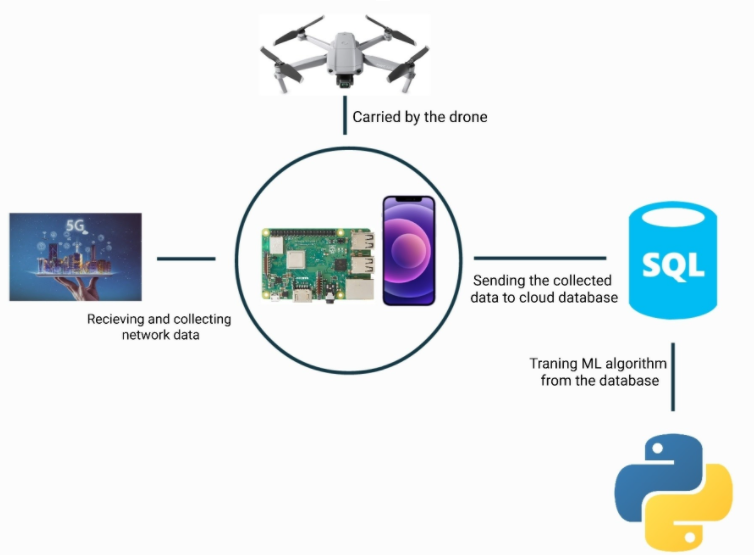 Carried by the drone
5G
Recieving and collecting
network data
Sending the collected
data to cloud database
SQL
Traning ML algorithm
from the database